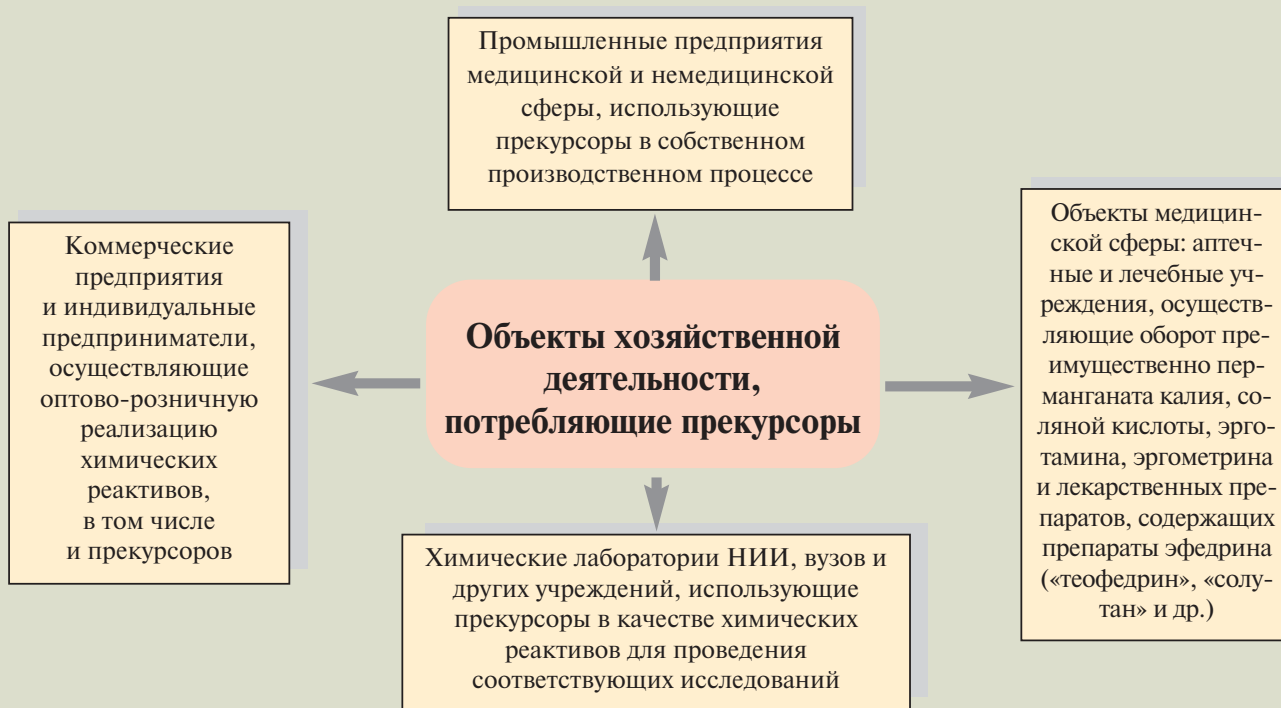 Промышленные предприятия
медицинской и немедицинской
сферы, использующие
прекурсоры в собственном
производственном процессе
Коммерческие
предприятия
и индивидуальные
предприниматели,
осуществляющие
оптово-розничную
реализацию
химических
реактивов,
в том числе
и прекурсоров
Объекты хозяйственной
деятельности,
потребляющие прекурсоры
Объекты медицин-
ской сферы: аптеч-
ные и лечебные уч-
реждения, осуществ-
ляющие оборот пре-
имущественно пер-
манганата калия, со-
ляной кислоты, эрго-
тамина, эргометрина
и лекарственных пре-
паратов, содержащих
препараты эфедрина
(«теофедрин», «солу-
тан» и др.)
Химические лаборатории НИИ, вузов и
других учреждений, использующие
прекурсоры в качестве химических
реактивов для проведения
соответствующих исследований